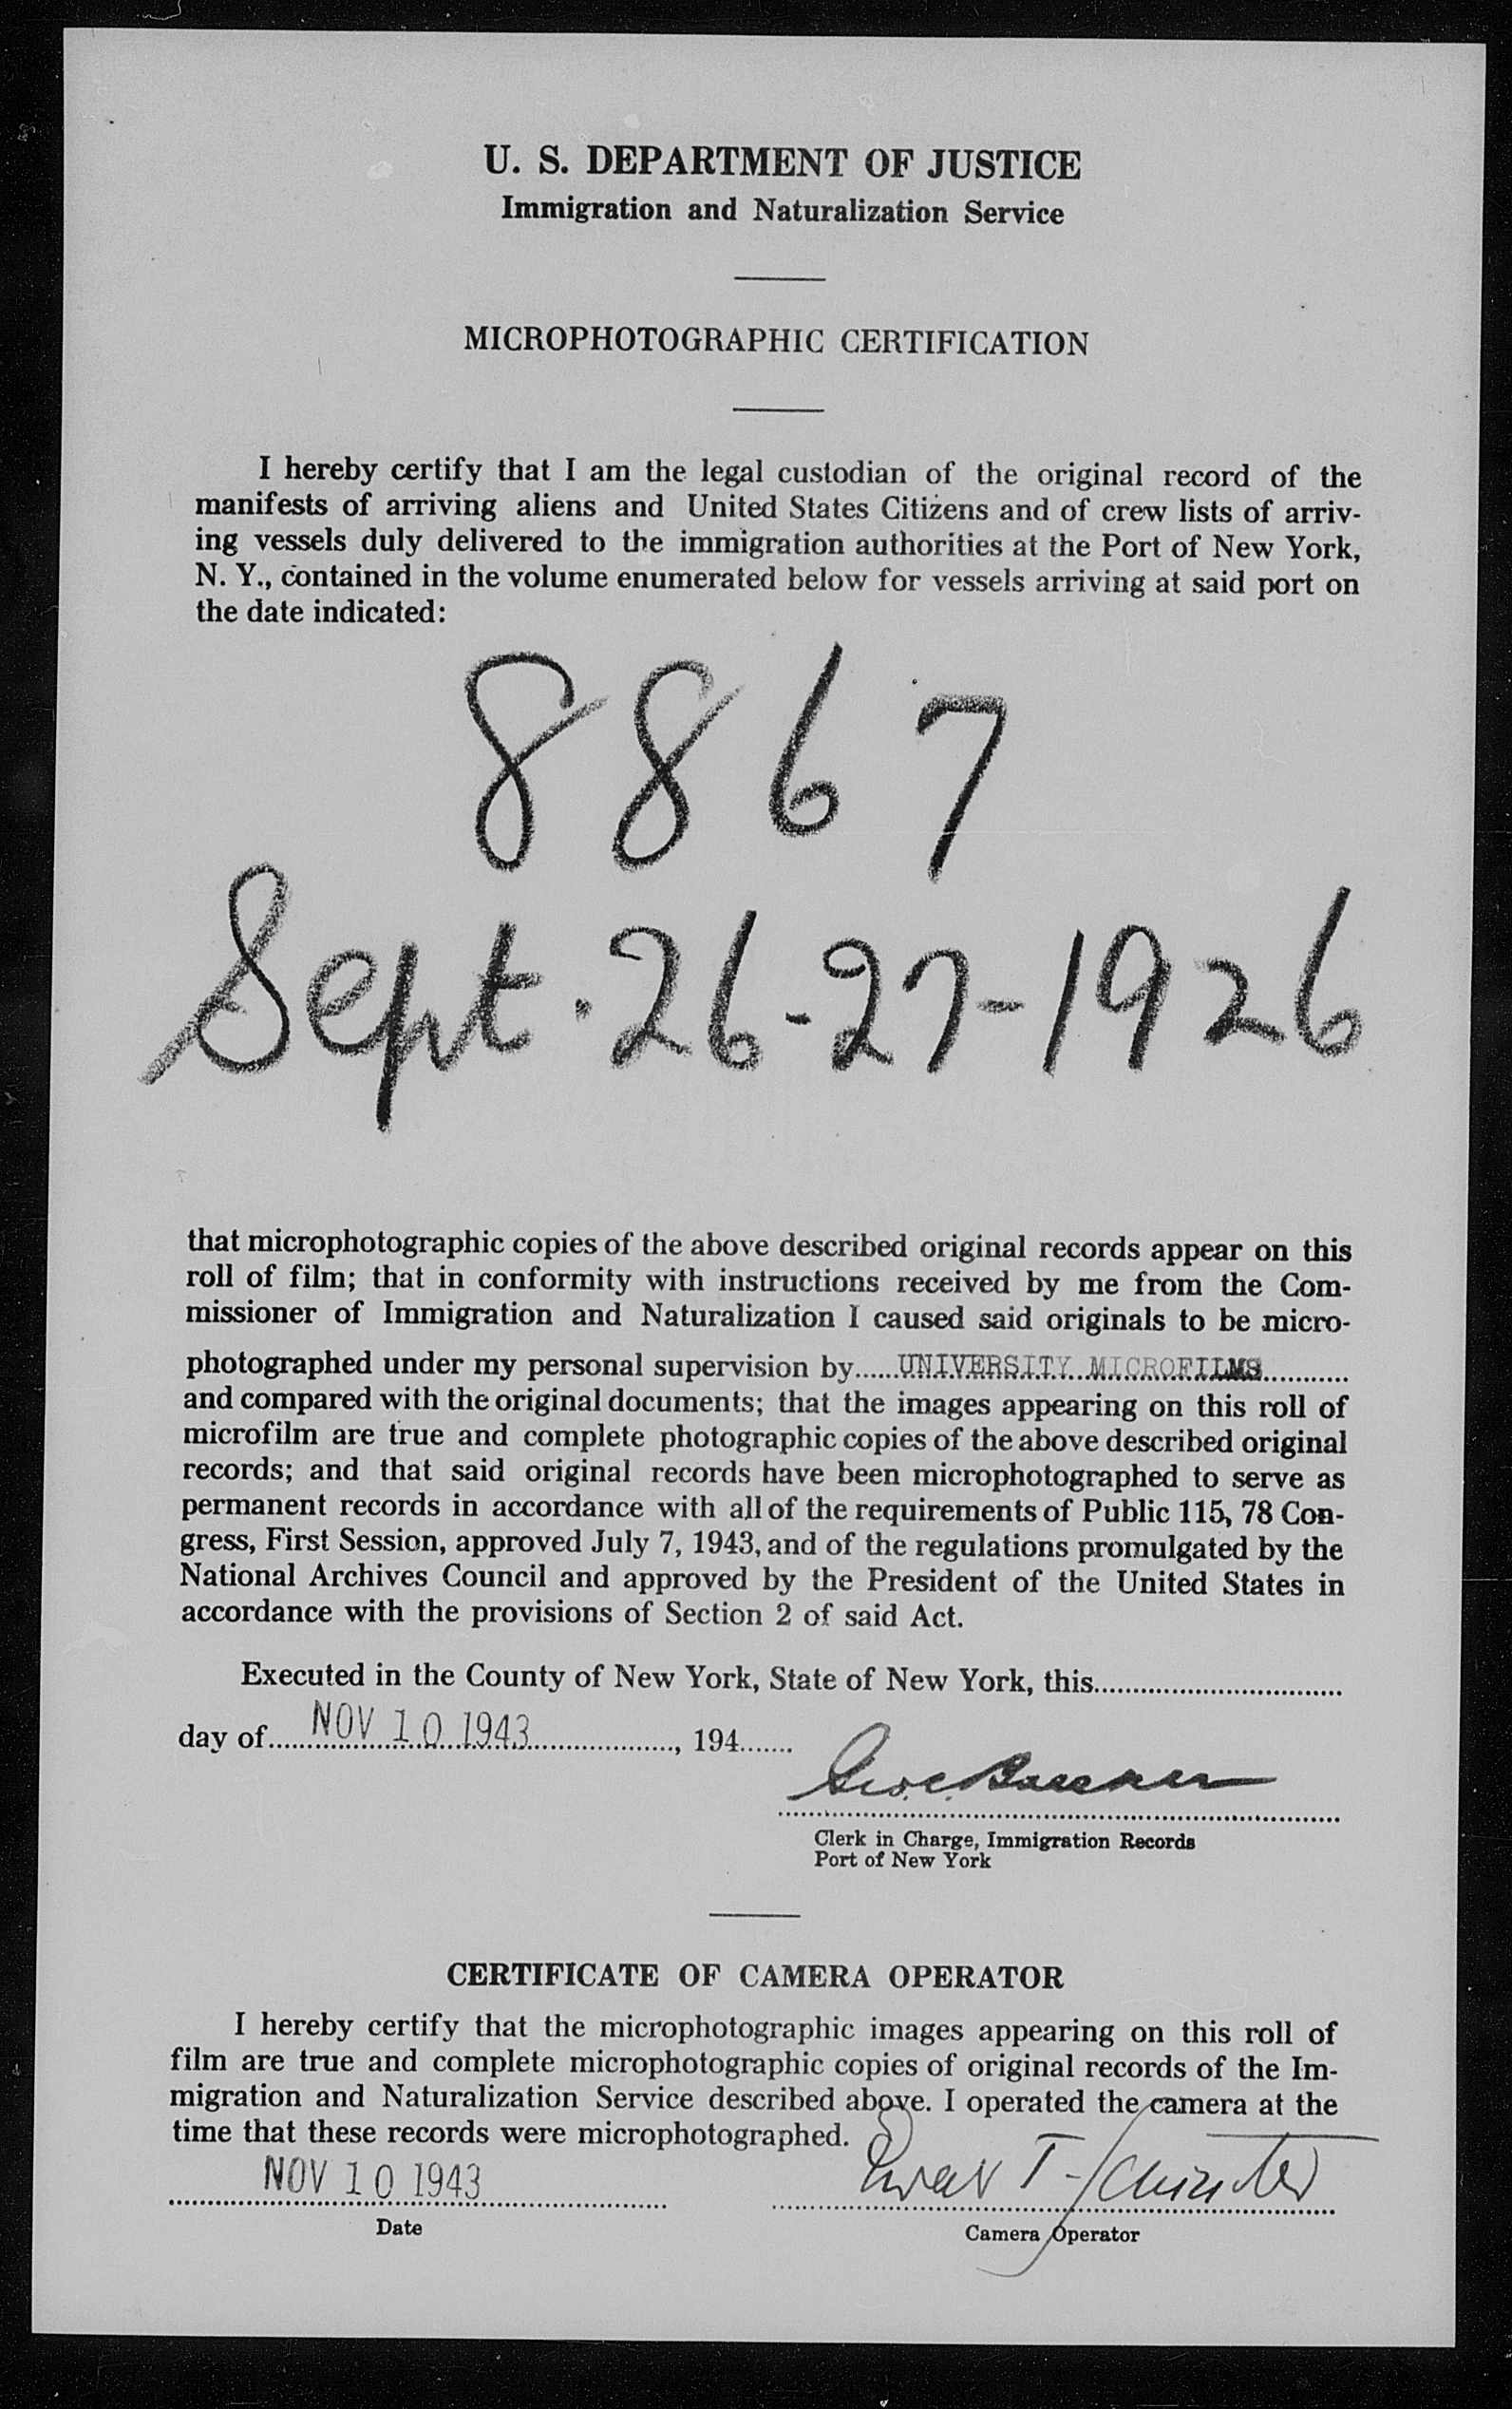 U. S. DEPARTMENT OF JUSTICE
Immigration and Naturalization Service
MICROPHOTOGRAPHIC CERTIFICATION
I hereby certify that I am the legal custodian of the original record of the
manifests of arriving aliens and United States Citizens and of crew lists of arriv-
ing vessels duly delivered to the immigration authorities at the Port of New York,
N. Y., contained in the volume enumerated below for vessels arriving at said port on
the date indicated:
8867
Sept. 26-27-1926
that microphotographic copies of the above described original records appear on this
roll of film; that in conformity with instructions received by me from the Com-
missioner of Immigration and Naturalization I caused said originals to be micro-
photographed under my personal supervision by......UNIVERSITY MICROFILMS............
and compared with the original documents; that the images appearing on this roll of
microfilm are true and complete photographic copies of the above described original
records; and that said original records have been microphotographed to serve as
permanent records in accordance with all of the requirements of Public 115, 78 Con-
gress, First Session, approved July 7, 1943, and of the regulations promulgated by the
National Archives Council and approved by the President of the United States in
accordance with the provisions of Section 2 of said Act.
Executed in the County of New York, State of New York, this................................
day of......NOV 10 1943...................., 194.......
Clerk in Charge, Immigration Records
Port of New York
CERTIFICATE OF CAMERA OPERATOR
I hereby certify that the microphotographic images appearing on this roll of
film are true and complete microphotographic copies of original records of the Im-
migration and Naturalization Service described above. I operated the camera at the
time that these records were microphotographed.
NOV 10 1943
Date
Camera Operator